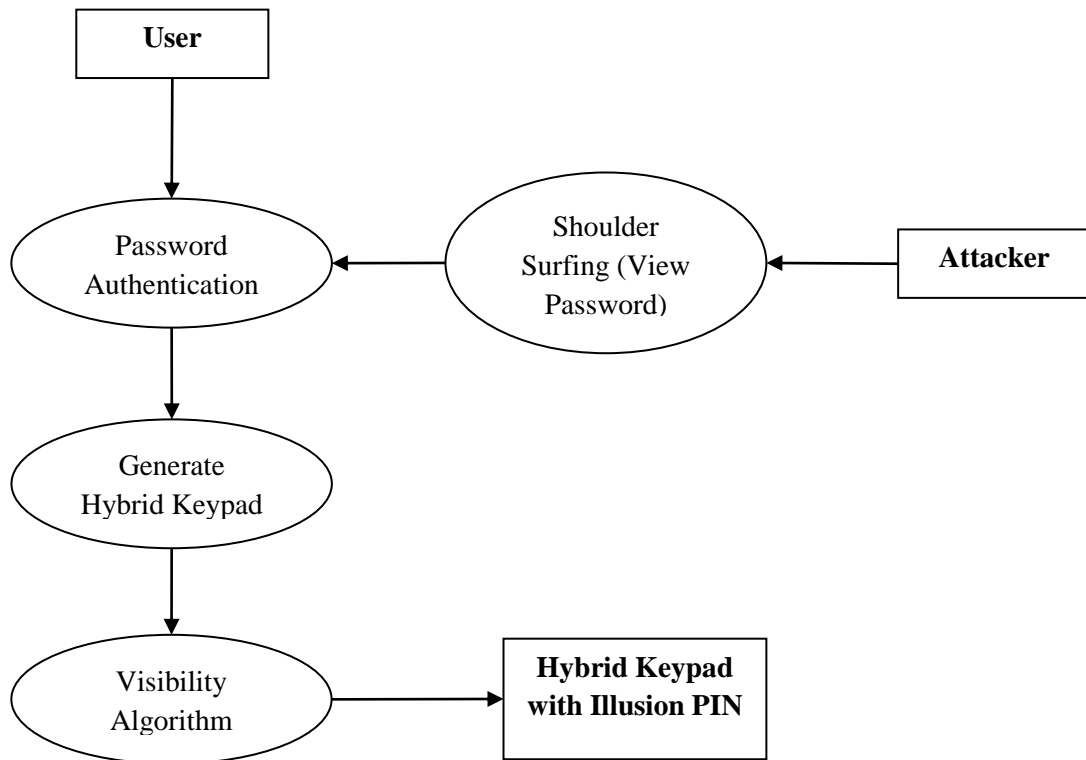 User
Password
Authentication
Shoulder
Surfing (View
Password)
Attacker
Generate
Hybrid Keypad
Visibility
Algorithm
Hybrid Keypad
with Illusion PIN